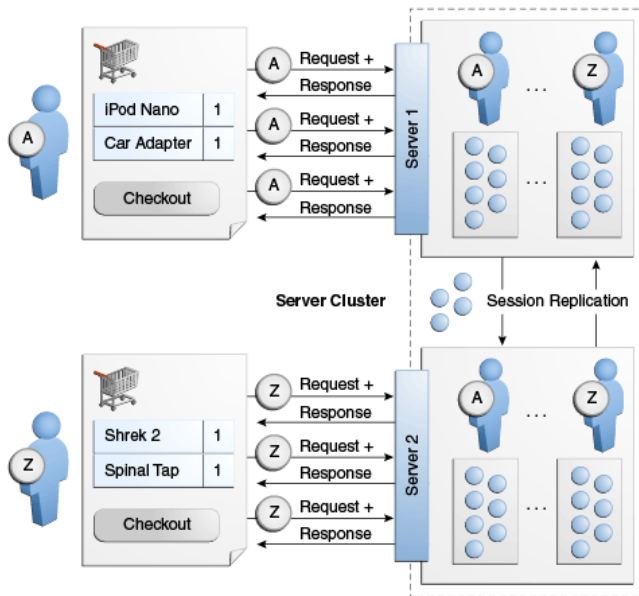 A
iPod Nano 1
Car Adapter 1
Checkout
A Request +
Response
A Request +
Response
A Request +
Response
Server 1
A ... Z
...
Server Cluster
Session Replication
Z
Shrek 2 1
Spinal Tap 1
Checkout
Z Request +
Response
Z Request +
Response
Z Request +
Response
Server 2
A ... Z
...